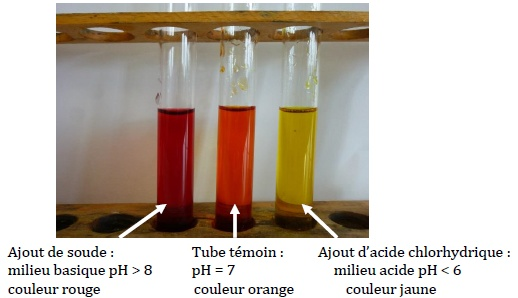 Ajout de soude :
milieu basique pH > 8
couleur rouge
Tube témoin :
pH = 7
couleur orange
Ajout d'acide chlorhydrique :
milieu acide pH < 6
couleur jaune